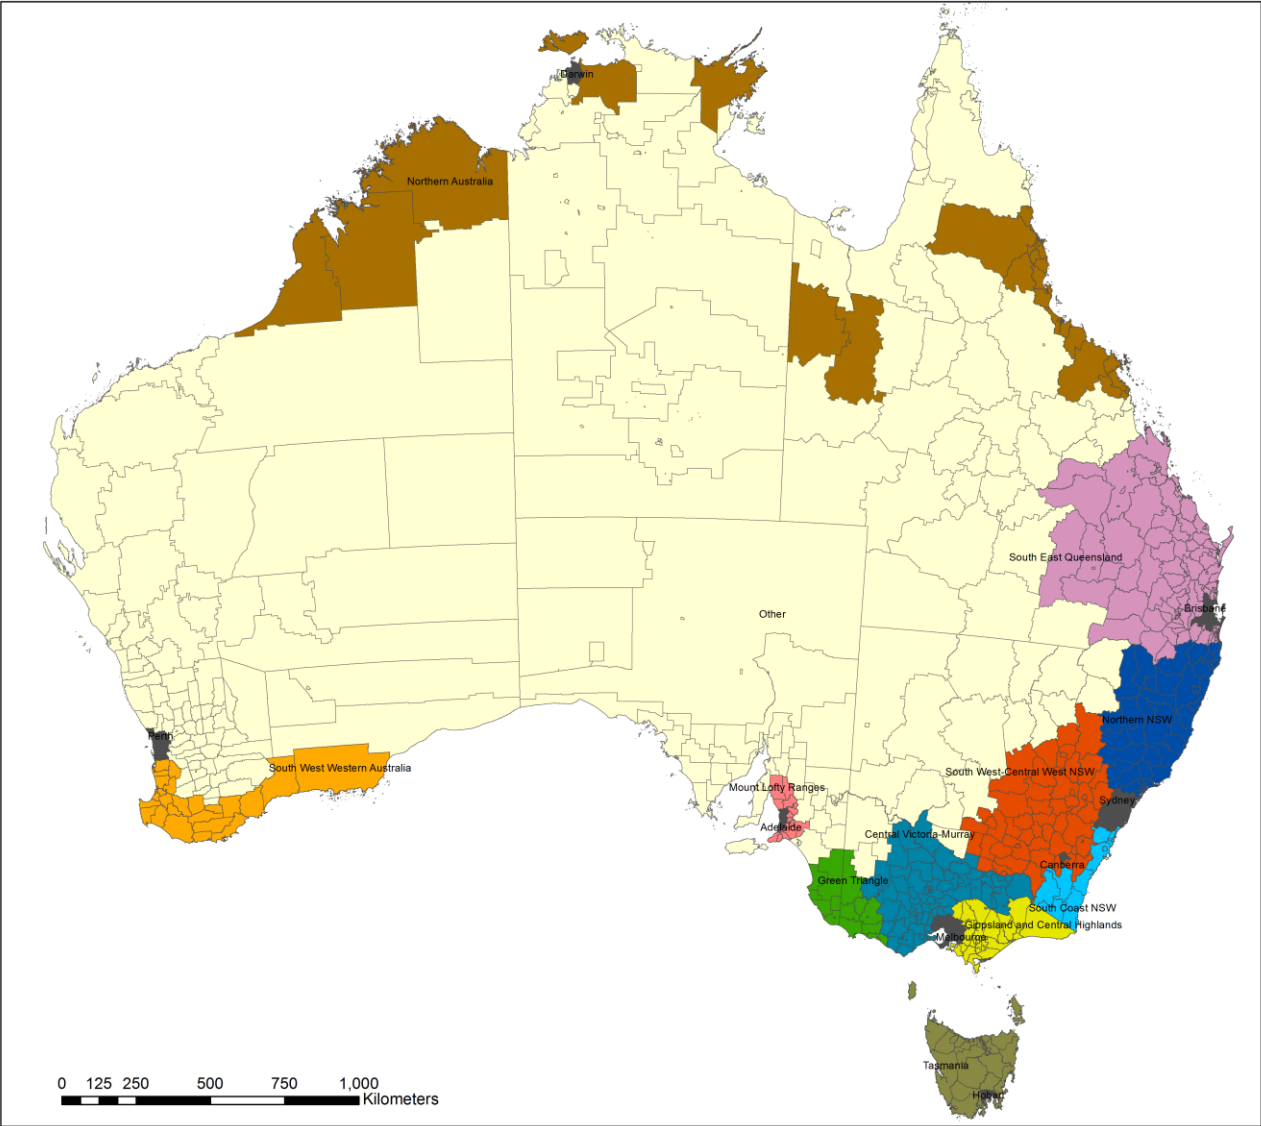 Darwin
Northern Australia
South East Queensland
Brisbane
Other
Northern NSW
Perth
South West Western Australia
South West-Central West NSW
Mount Lofty Ranges
Sydney
Adelaide
Central Victoria-Murray
Canberra
Green Triangle
South Coast NSW
Gippsland and Central Highlands
Melbourne
Tasmania
Hobart
0 125 250 500 750 1,000
Kilometers